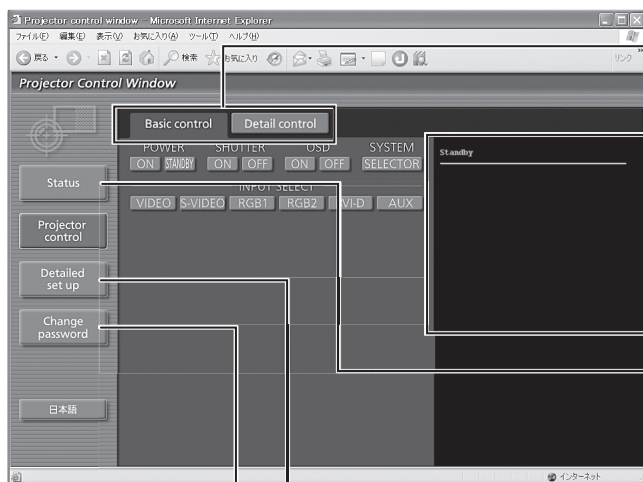 Projector control window - Microsoft Internet Explorer
ファイル(F) 編集(E) 表示(V) お気に入り(A) ツール(T) ヘルプ(H)
戻る 検索 お気に入り リンク
Projector Control Window
Basic control Detail control
POWER SHUTTER OSD SYSTEM
ON STANDBY ON OFF ON OFF SELECTOR
INPUT SELECT
VIDEO S-VIDEO RGB1 RGB2 VI-D AUX
Standby
Status
Projector
control
Detailed
set up
Change
password
日本語
インターネット